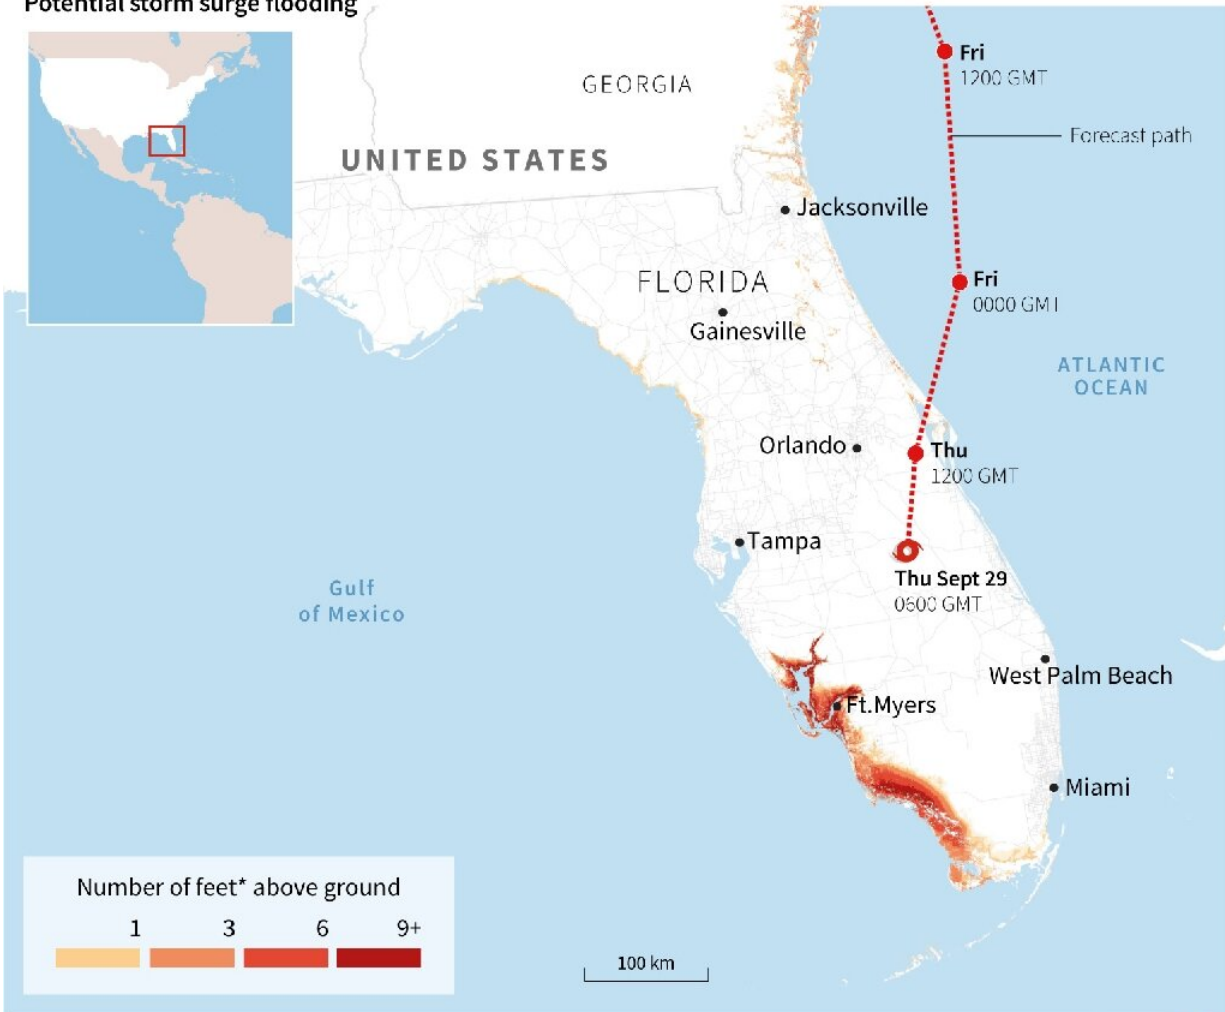 Potential storm surge flooding
Fri
1200 GMT
GEORGIA
Forecast path
UNITED STATES
Jacksonville
FLORIDA
Fri
0000 GMT
Gainesville
ATLANTIC
OCEAN
Orlando
Thu
1200 GMT
Tampa
Thu Sept 29
0600 GMT
Gulf
of Mexico
West Palm Beach
Ft.Myers
Miami
Number of feet* above ground
1 3 6 9+
100 km